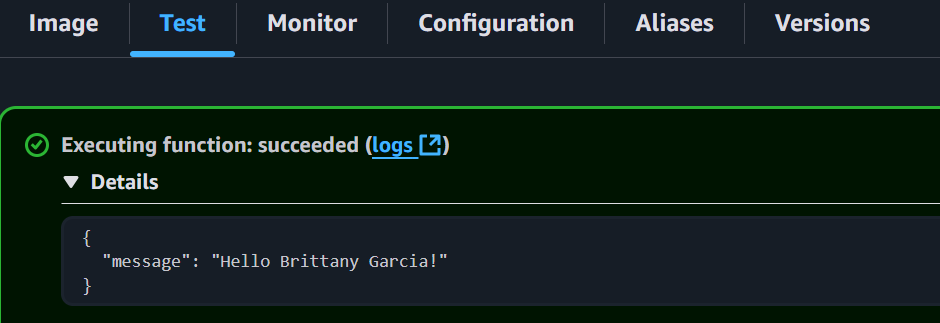 Image Test Monitor Configuration Aliases Versions
Executing function: succeeded (logs)
Details
{
"message": "Hello Brittany Garcia!"
}